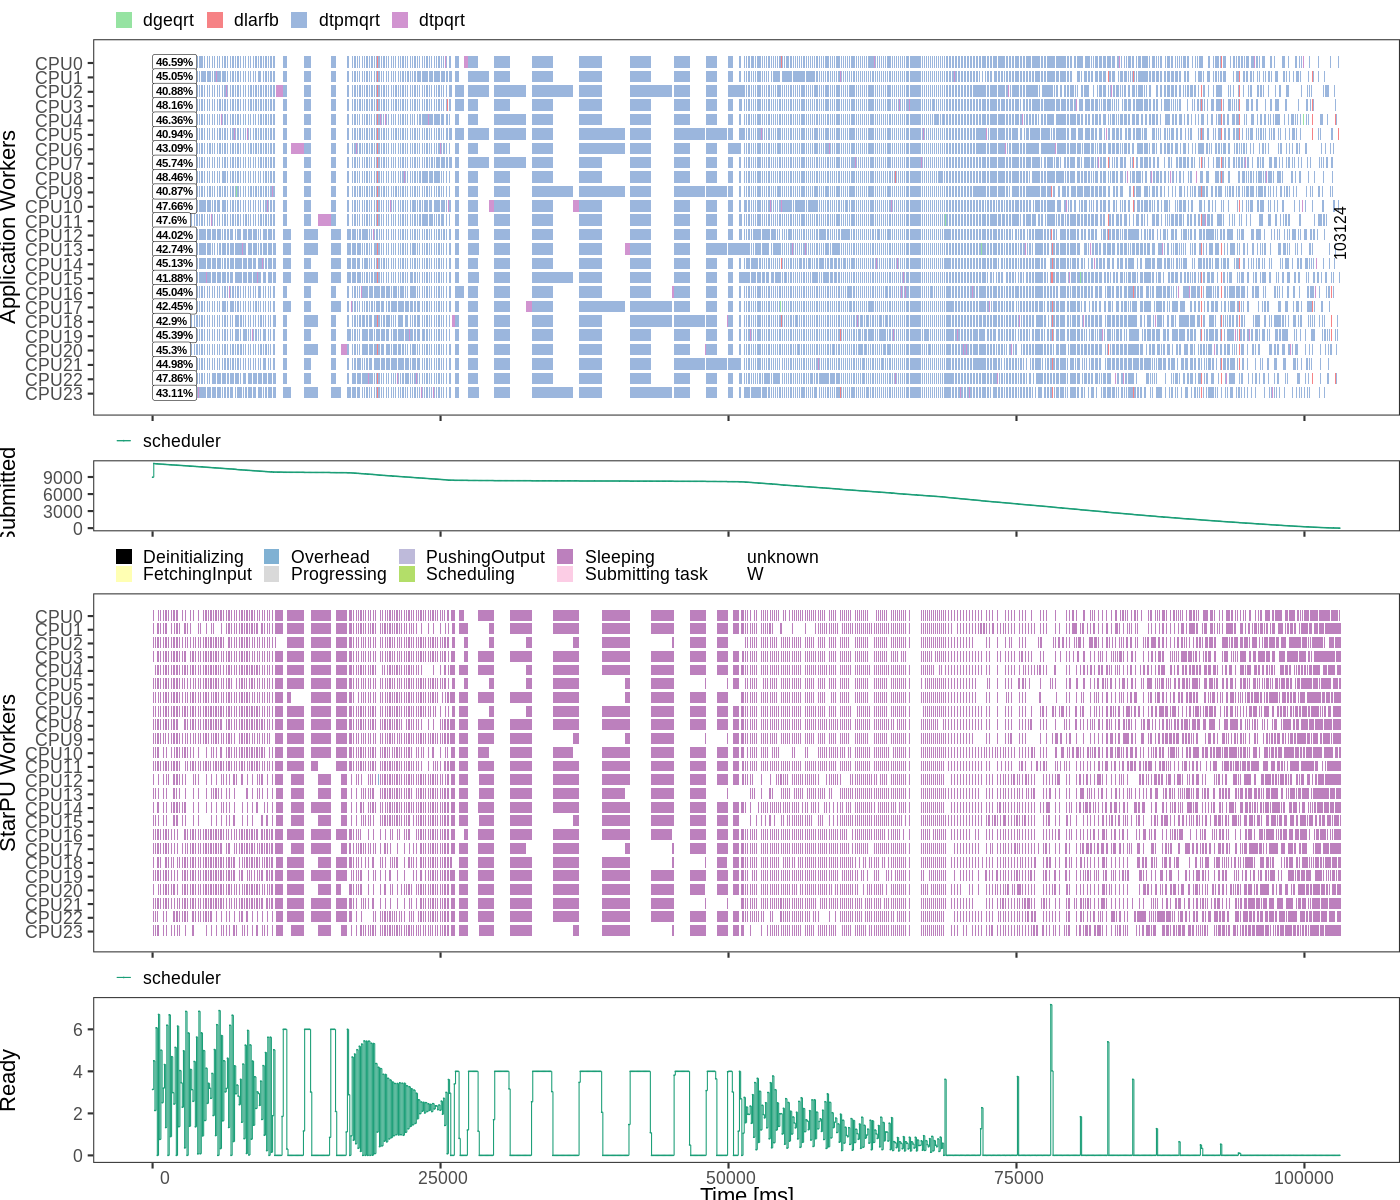 dgeqrt dlarfb dtpmqrt dtpqrt
Application Workers
CPU0 46.59%
CPU1 45.05%
CPU2 40.88%
CPU3 48.16%
CPU4 46.36%
CPU5 40.94%
CPU6 43.09%
CPU7 45.74%
CPU8 48.46%
CPU9 40.87%
CPU10 47.66%
CPU11 47.6%
CPU12 44.02%
CPU13 42.74%
CPU14 45.13%
CPU15 41.88%
CPU16 45.04%
CPU17 42.45%
CPU18 42.9%
CPU19 45.39%
CPU20 45.3%
CPU21 44.98%
CPU22 47.86%
CPU23 43.11%
103124
scheduler
Submitted
9000
6000
3000
0
Deinitializing Overhead PushingOutput Sleeping unknown
FetchingInput Progressing Scheduling Submitting task W
StarPU Workers
CPU0
CPU1
CPU2
CPU3
CPU4
CPU5
CPU6
CPU7
CPU8
CPU9
CPU10
CPU11
CPU12
CPU13
CPU14
CPU15
CPU16
CPU17
CPU18
CPU19
CPU20
CPU21
CPU22
CPU23
scheduler
Ready
6
4
2
0
0 25000 50000 75000 100000
Time [ms]